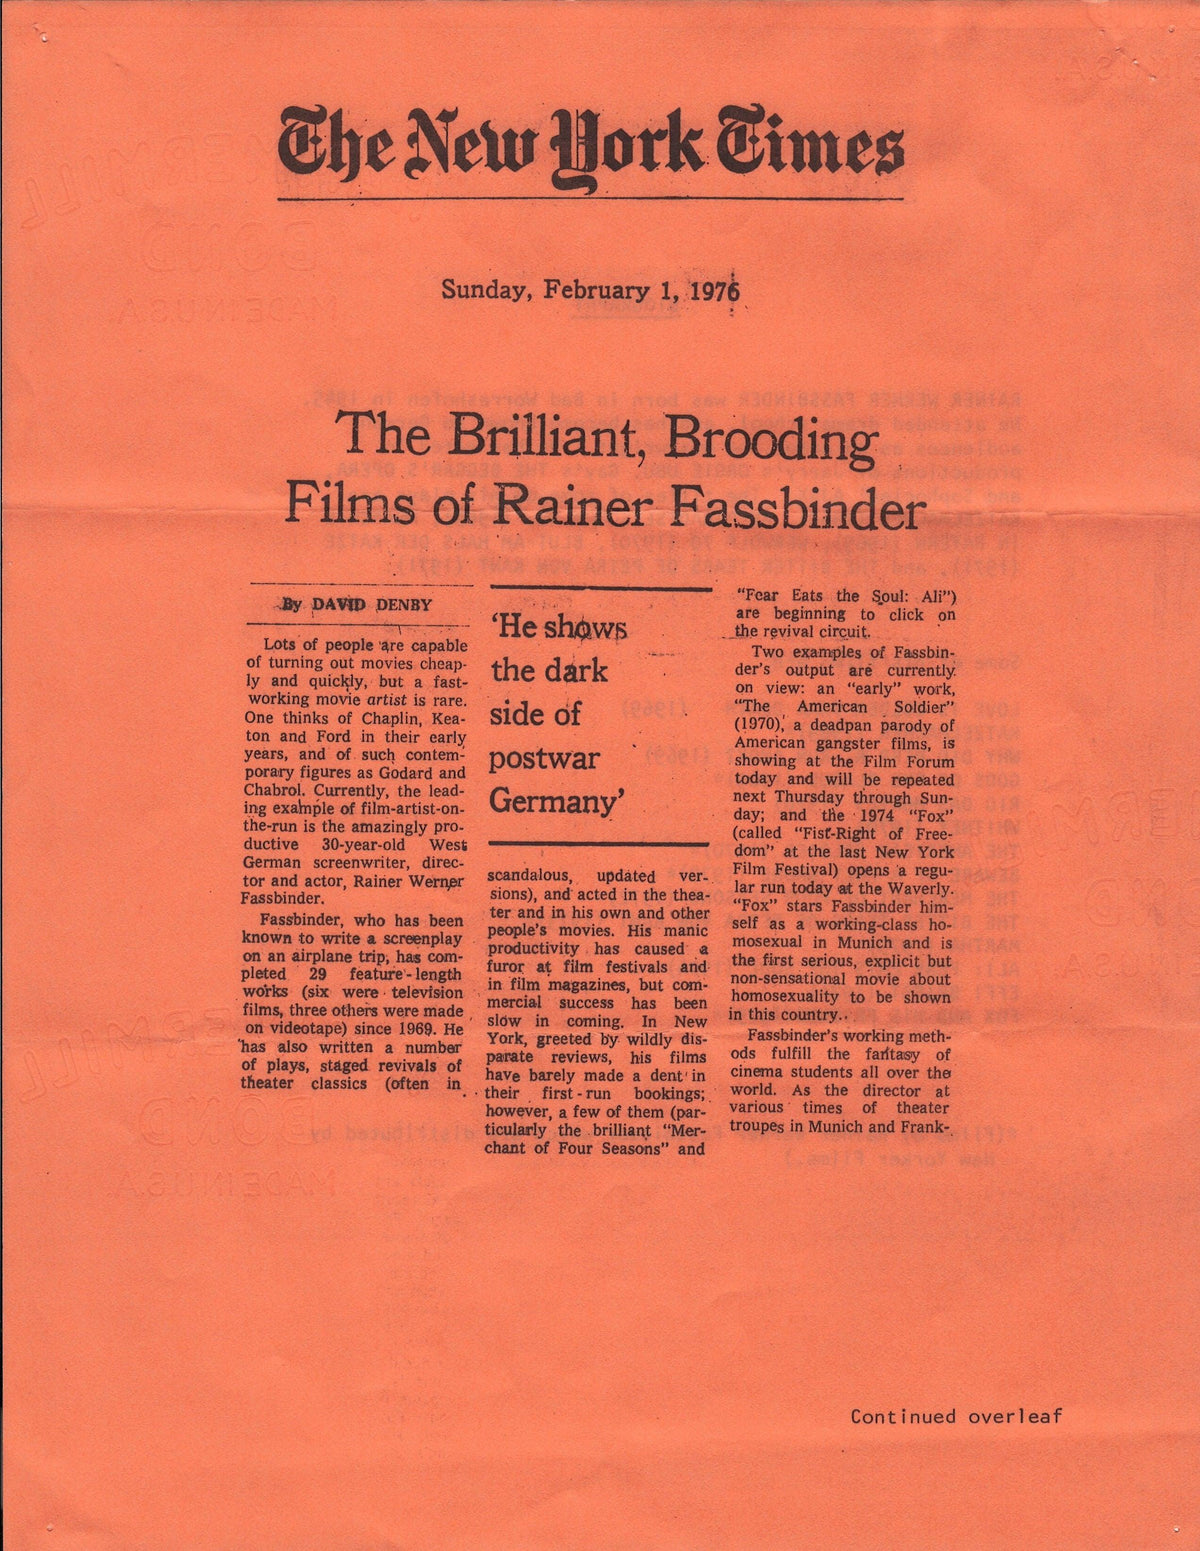 The New York Times
Sunday, February 1, 1976
The Brilliant, Brooding
Films of Rainer Fassbinder
By DAVID DENBY
Lots of people are capable
of turning out movies cheap-
ly and quickly, but a fast-
working movie artist is rare.
One thinks of Chaplin, Kea-
ton and Ford in their early
years, and of such contem-
porary figures as Godard and
Chabrol. Currently, the lead-
ing example of film-artist-on-
the-run is the amazingly pro-
ductive 30-year-old West
German screenwriter, direc-
tor and actor, Rainer Werner
Fassbinder.
Fassbinder, who has been
known to write a screenplay
on an airplane trip, has com-
pleted 29 feature-length
works (six were television
films, three others were made
on videotape) since 1969. He
has also written a number
of plays, staged revivals of
theater classics (often in
'He shows
the dark
side of
postwar
Germany'
scandalous, updated ver-
sions), and acted in the thea-
ter and in his own and other
people's movies. His manic
productivity has caused a
furor at film festivals and
in film magazines, but com-
mercial success has been
slow in coming. In New
York, greeted by wildly dis-
parate reviews, his films
have barely made a dent in
their first-run bookings;
however, a few of them (par-
ticularly the brilliant "Mer-
chant of Four Seasons" and
"Fear Eats the Soul: Ali")
are beginning to click on
the revival circuit.
Two examples of Fassbin-
der's output are currently
on view: an "early" work,
"The American Soldier"
(1970), a deadpan parody of
American gangster films, is
showing at the Film Forum
today and will be repeated
next Thursday through Sun-
day; and the 1974 "Fox"
(called "Fist-Right of Free-
dom" at the last New York
Film Festival) opens a regu-
lar run today at the Waverly.
"Fox" stars Fassbinder him-
self as a working-class ho-
mosexual in Munich and is
the first serious, explicit but
non-sensational movie about
homosexuality to be shown
in this country.
Fassbinder's working meth-
ods fulfill the fantasy of
cinema students all over the
world. As the director at
various times of theater
troupes in Munich and Frank-
Continued overleaf
BOND
MADE IN U.S.A.
BOND
MADE IN U.S.A.